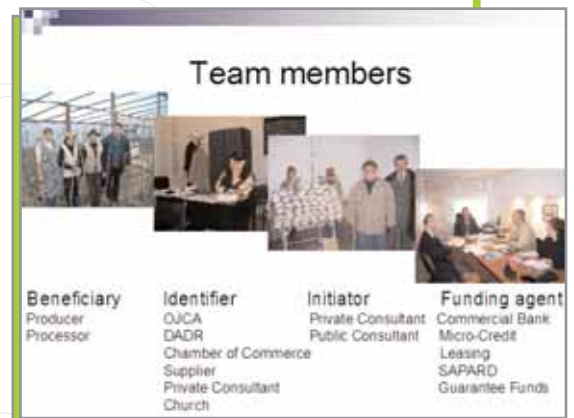 Team members
Beneficiary
Producer
Processor
Identifier
OJCA
DADR
Chamber of Commerce
Supplier
Private Consultant
Church
Initiator
Private Consultant
Public Consultant
Funding agent
Commercial Bank
Micro-Credit
Leasing
SAPARD
Guarantee Funds